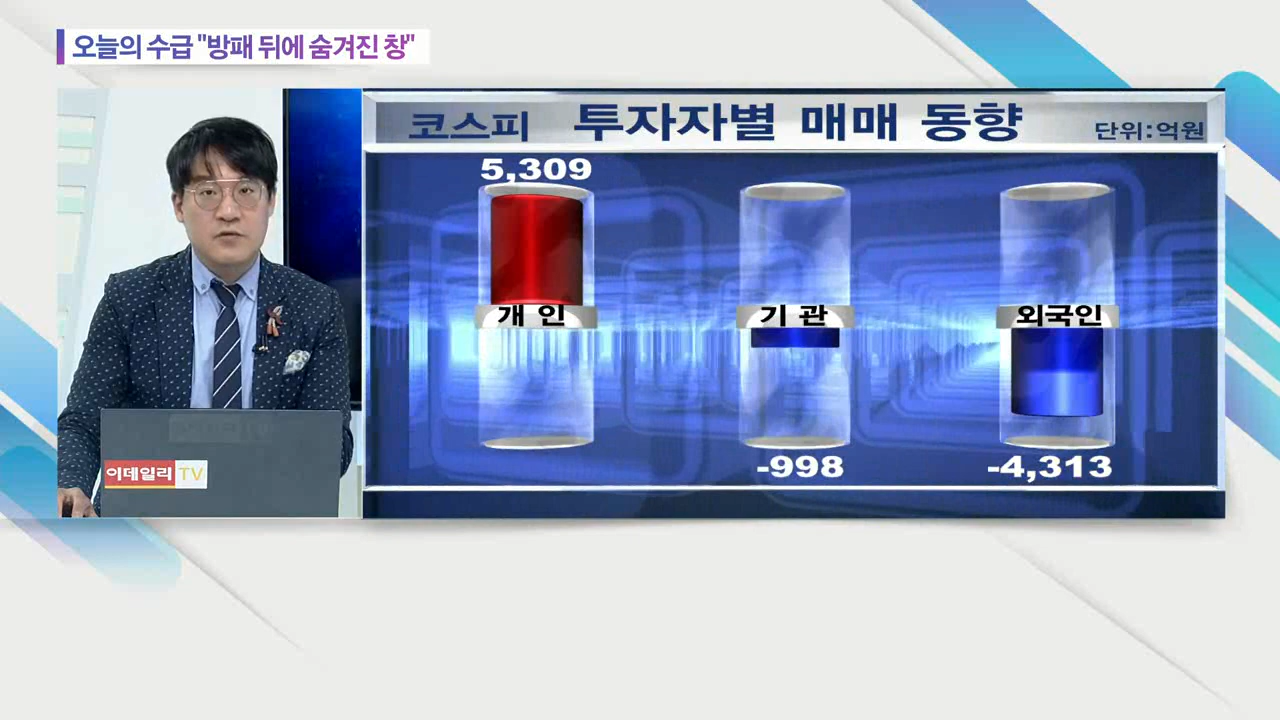 오늘의 수급 "방패 뒤에 숨겨진 창"
코스피 투자자별 매매 동향 단위:억원
5,309
개인 기관 외국인
-998 -4,313
이데일리TV